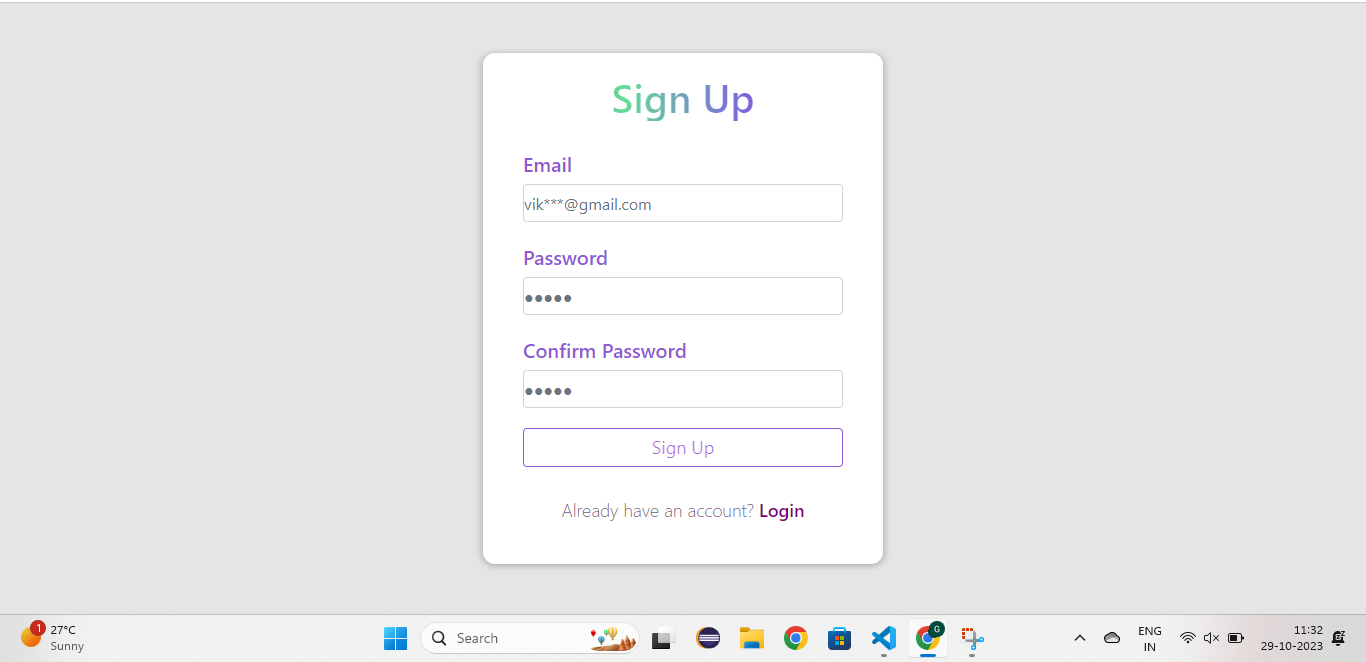 Sign Up
Email
vik***@gmail.com
Password
•••••
Confirm Password
•••••
Sign Up
Already have an account? Login
1
27°C
Sunny
Search
G
ENG
IN
11:32
29-10-2023